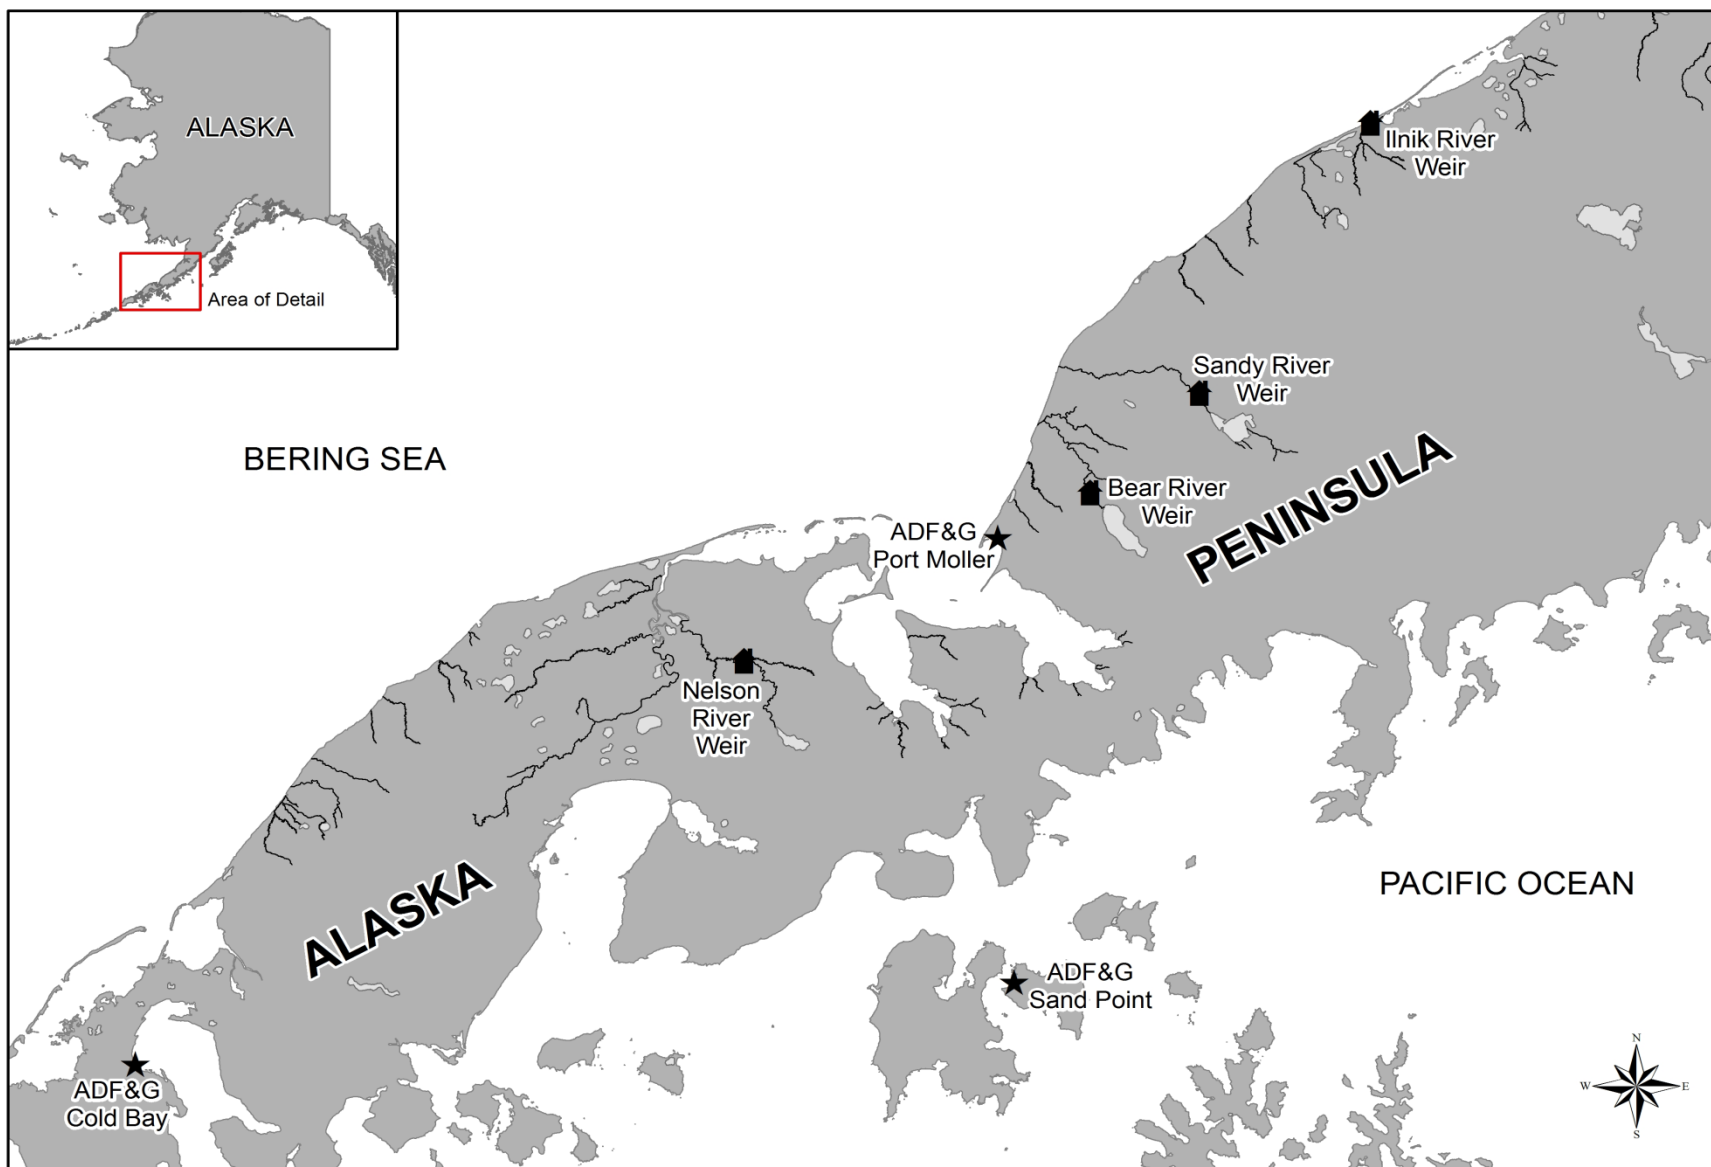 ALASKA
Area of Detail
Ilnik River
Weir
Sandy River
Weir
BERING SEA
PENINSULA
Bear River
Weir
ADF&G
Port Moller
Nelson
River
Weir
PACIFIC OCEAN
ALASKA
ADF&G
Sand Point
ADF&G
Cold Bay
N
W
E
S